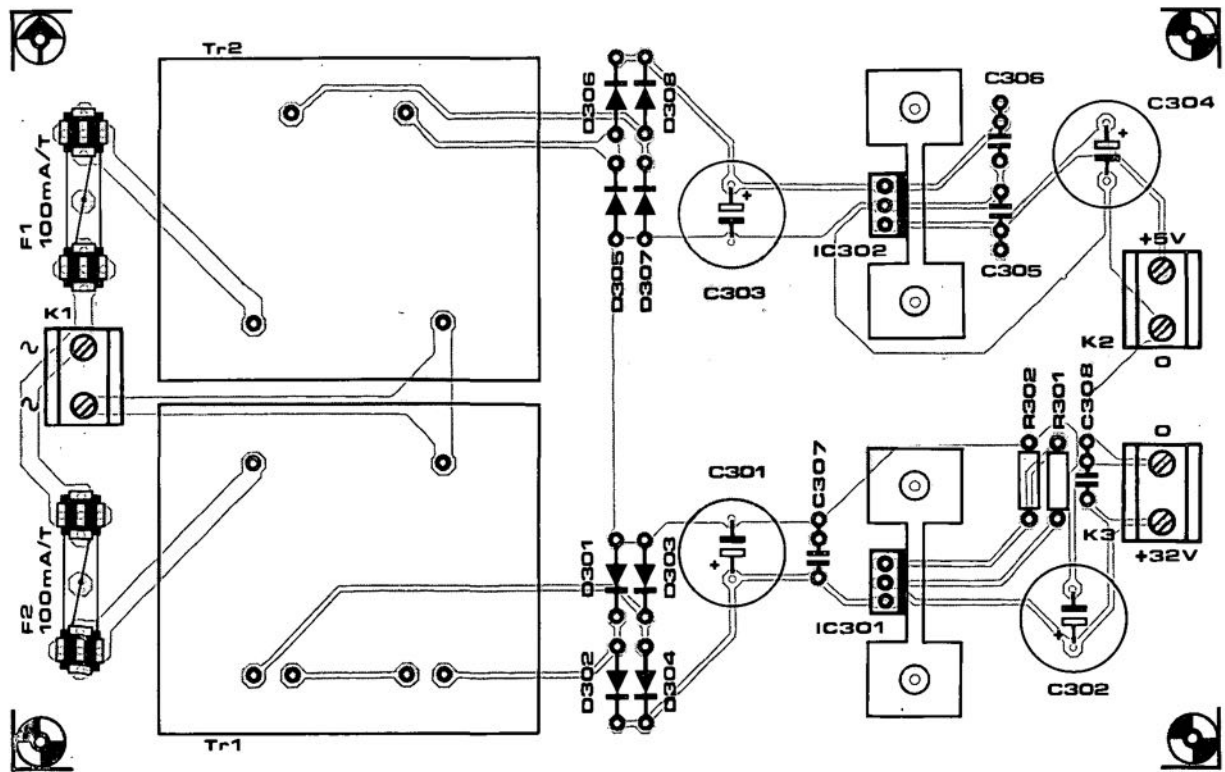 Tr2
D306
D308
C306
C304
+
F1
100mA/T
+
IC302
C305
+5V
D305
D307
C303
K1
K2
0
~
~
R302
R301
C308
0
C301
C307
K3
+32V
D301
D303
+
F2
100mA/T
IC301
+
D302
D304
C302
Tr1